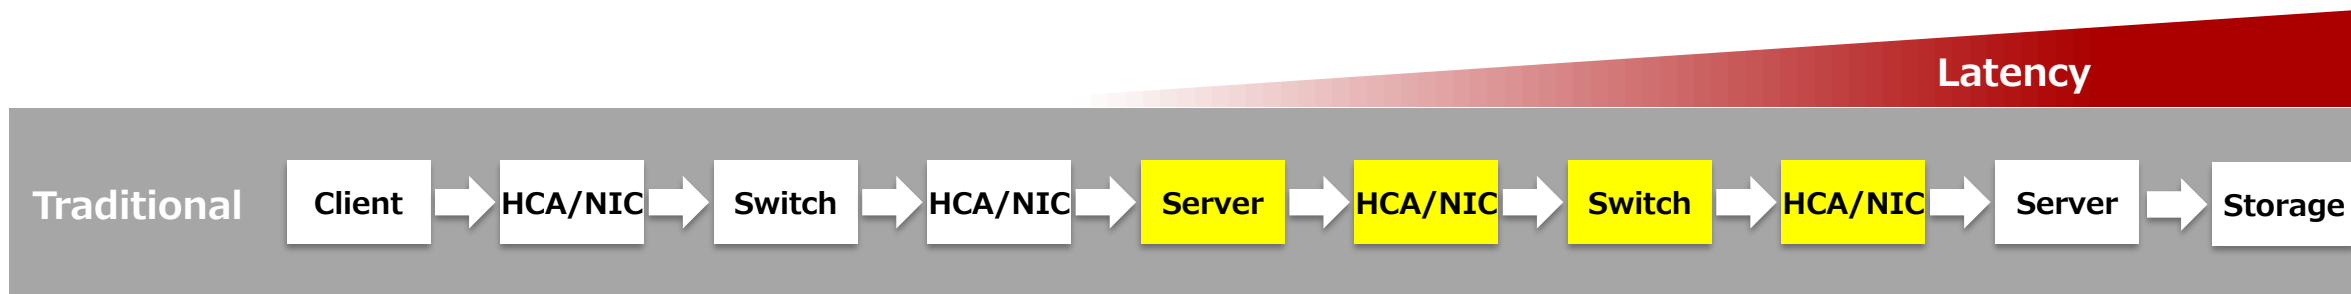 Latency
Traditional Client HCA/NIC Switch HCA/NIC Server HCA/NIC Switch HCA/NIC Server Storage